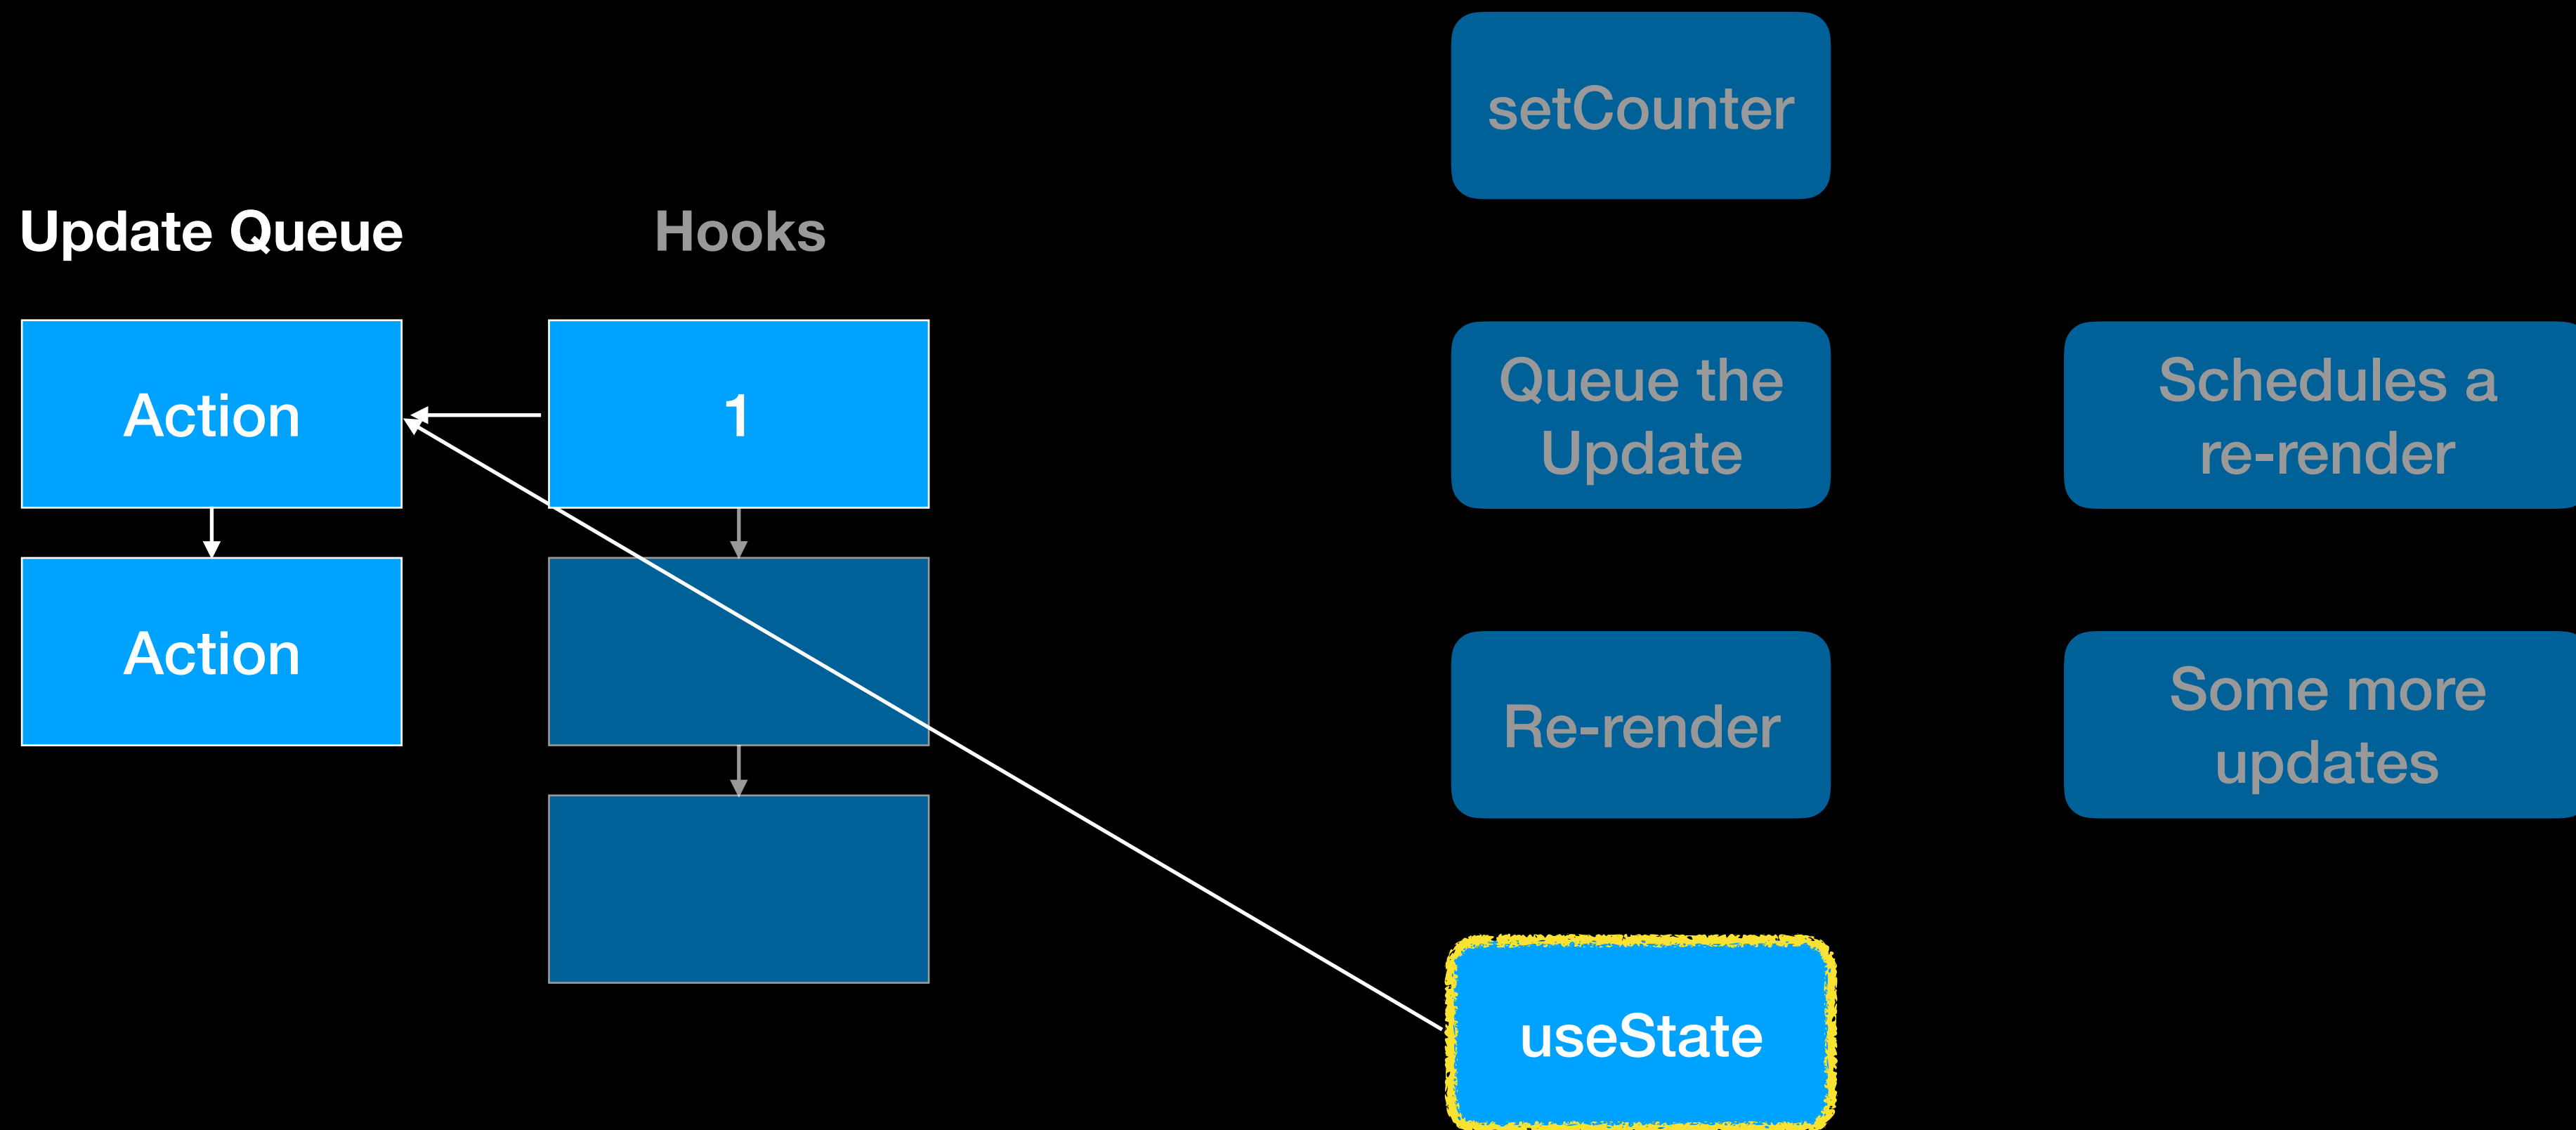 setCounter
Update Queue
Hooks
Action
1
Queue the
Update
Schedules a
re-render
Action
Re-render
Some more
updates
useState